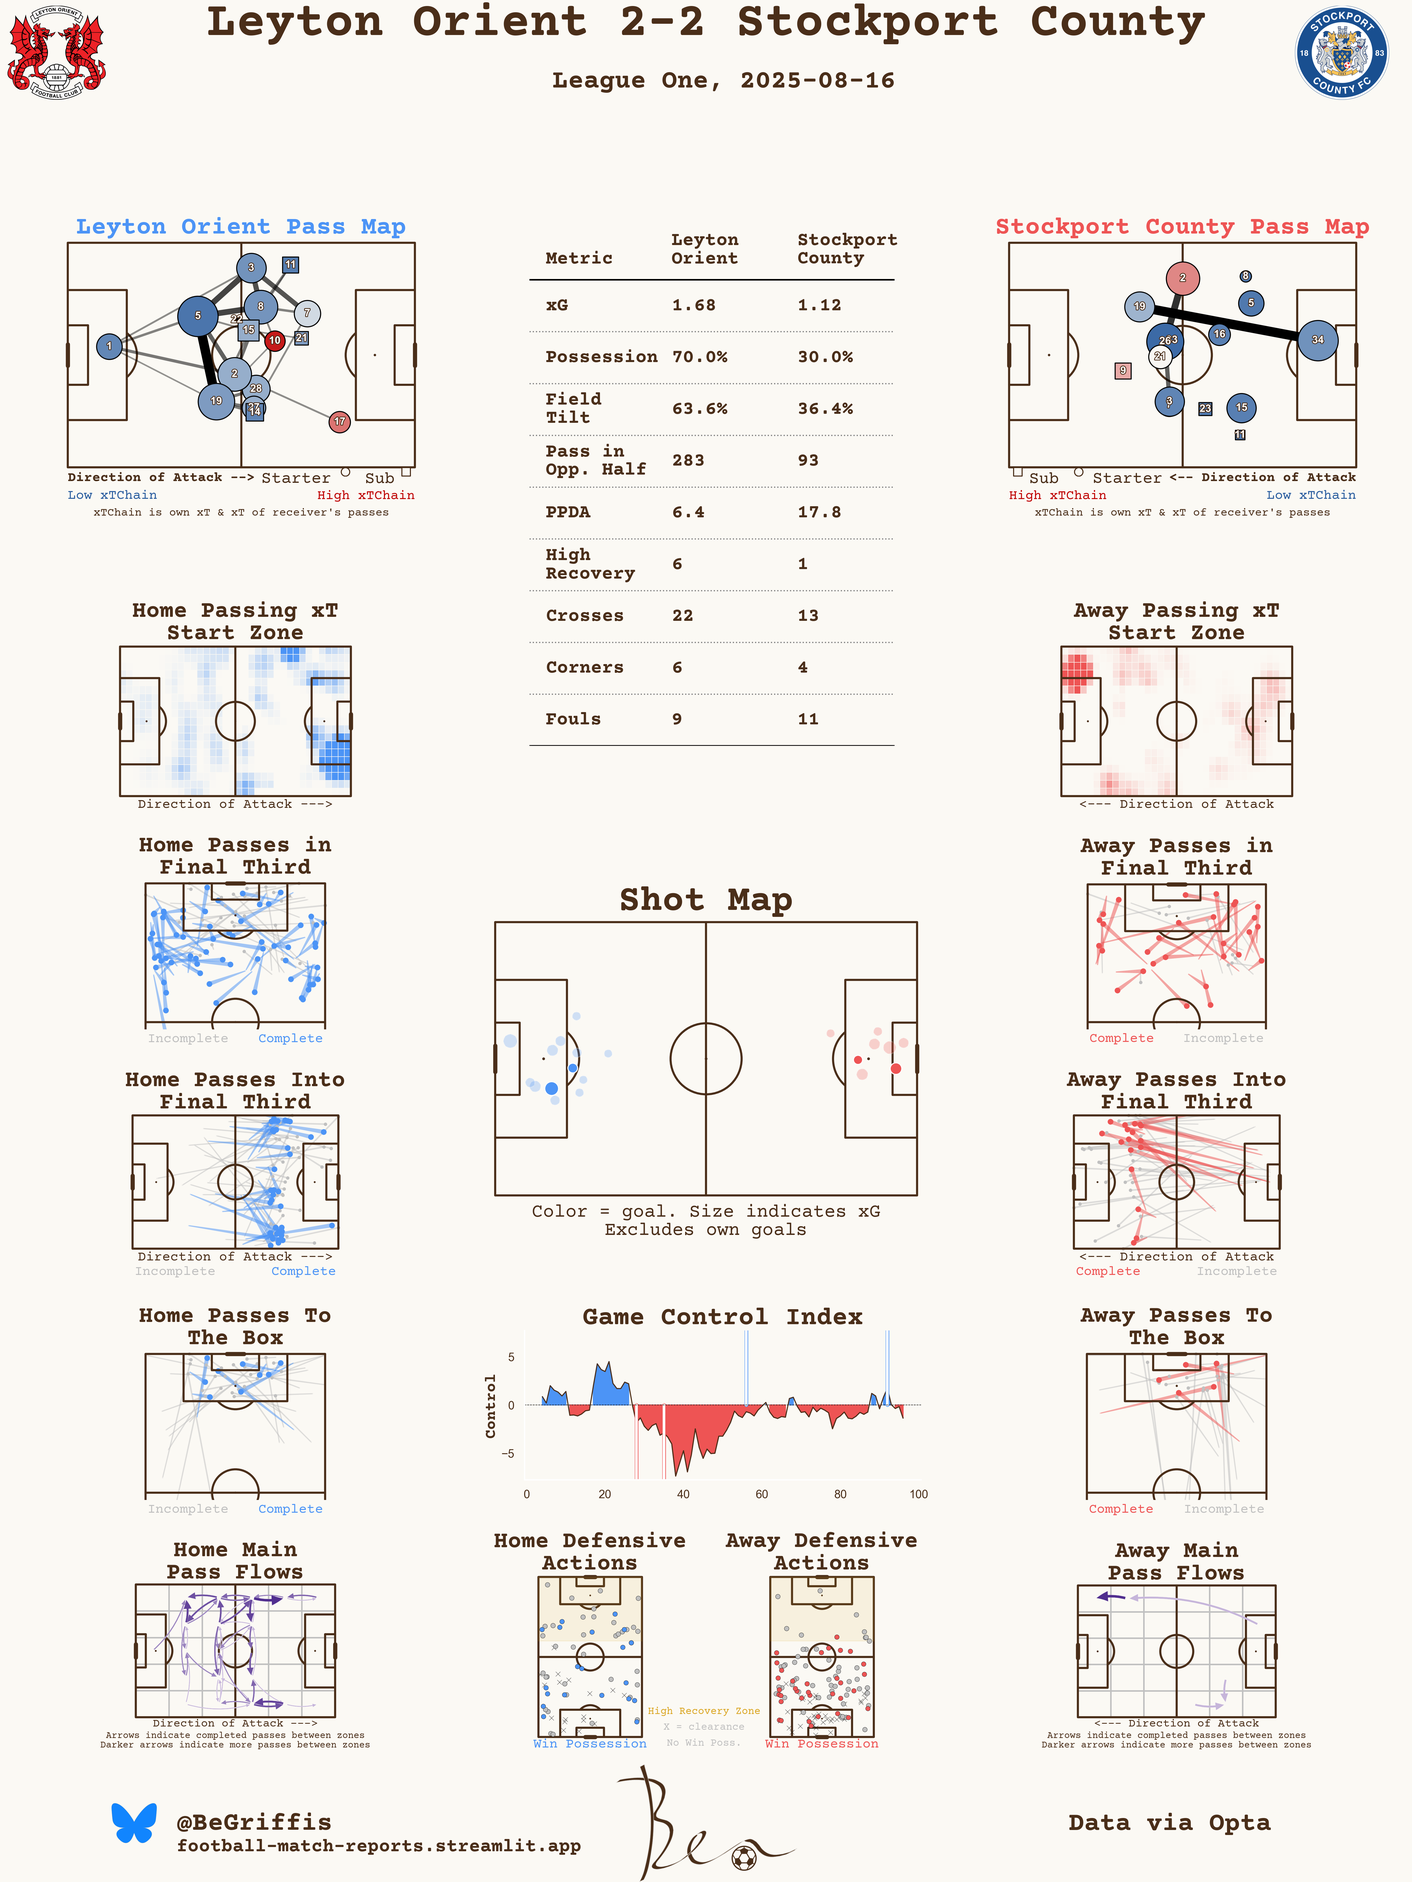 Leyton Orient 2-2 Stockport County
League One, 2025-08-16
LEYTON ORIENT
1881
FOOTBALL CLUB
STOCKPORT
18 83
COUNTY FC
Leyton Orient Pass Map
3
11
5
8
7
22
15
10
21
1
2
28
19
14
17
Direction of Attack --> Starter Sub
Low xTChain High xTChain
xTChain is own xT & xT of receiver's passes
Metric Leyton Orient Stockport County
xG 1.68 1.12
Possession 70.0% 30.0%
Field Tilt 63.6% 36.4%
Pass in Opp. Half 283 93
PPDA 6.4 17.8
High Recovery 6 1
Crosses 22 13
Corners 6 4
Fouls 9 11
Stockport County Pass Map
2
8
19
5
16
34
26
3
21
9
3
23
15
11
Sub Starter <-- Direction of Attack
High xTChain Low xTChain
xTChain is own xT & xT of receiver's passes
Home Passing xT
Start Zone
Direction of Attack --->
Away Passing xT
Start Zone
<--- Direction of Attack
Home Passes in
Final Third
Incomplete Complete
Away Passes in
Final Third
Complete Incomplete
Shot Map
Color = goal. Size indicates xG
Excludes own goals
Home Passes Into
Final Third
Direction of Attack --->
Incomplete Complete
Away Passes Into
Final Third
<--- Direction of Attack
Complete Incomplete
Home Passes To
The Box
Incomplete Complete
Game Control Index
Control
5
0
−5
0 20 40 60 80 100
Away Passes To
The Box
Complete Incomplete
Home Main
Pass Flows
Direction of Attack --->
Arrows indicate completed passes between zones
Darker arrows indicate more passes between zones
Home Defensive
Actions
Win Possession
High Recovery Zone
X = clearance
No Win Poss.
Away Defensive
Actions
Win Possession
Away Main
Pass Flows
<--- Direction of Attack
Arrows indicate completed passes between zones
Darker arrows indicate more passes between zones
@BeGriffis
football-match-reports.streamlit.app
Ben
Data via Opta